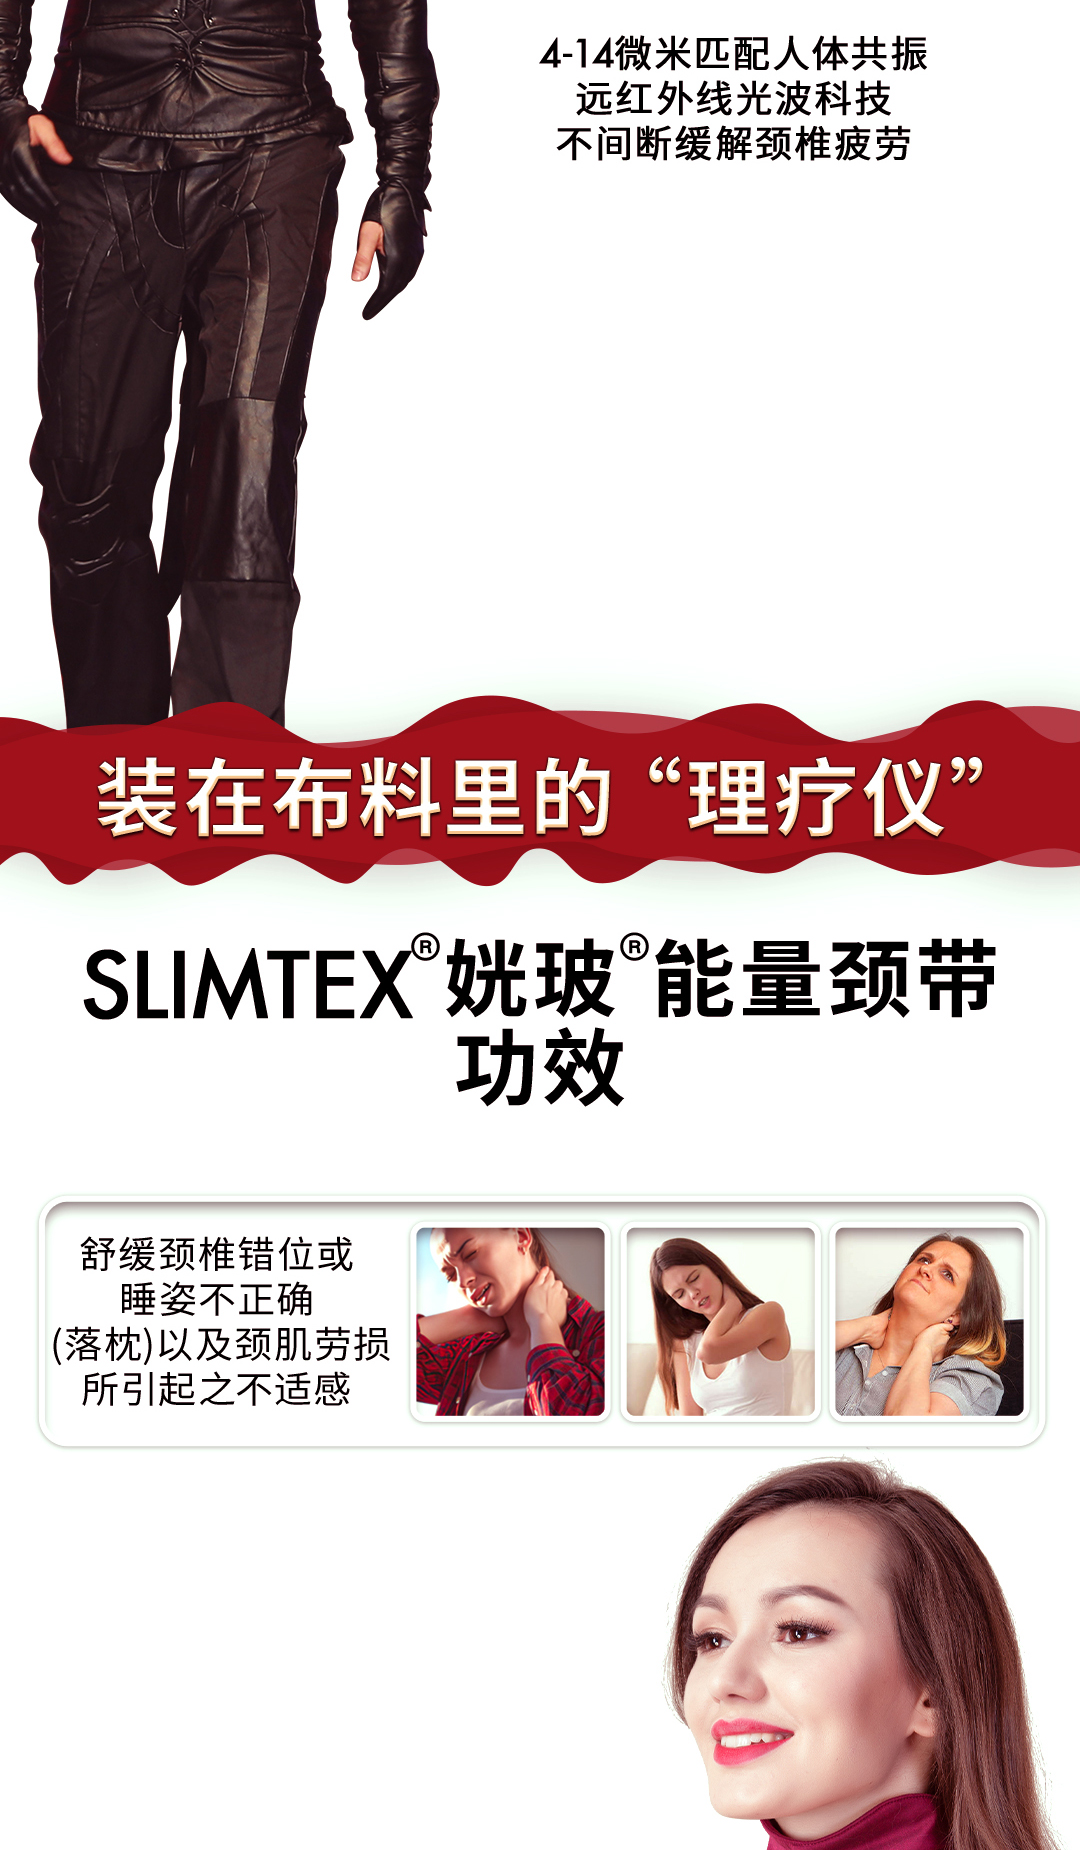 4-14微米匹配人体共振
远红外线光波科技
不间断缓解颈椎疲劳
装在布料里的“理疗仪”
SLIMTEX®姯玻®能量颈带
功效
舒缓颈椎错位或
睡姿不正确
(落枕)以及颈肌劳损
所引起之不适感